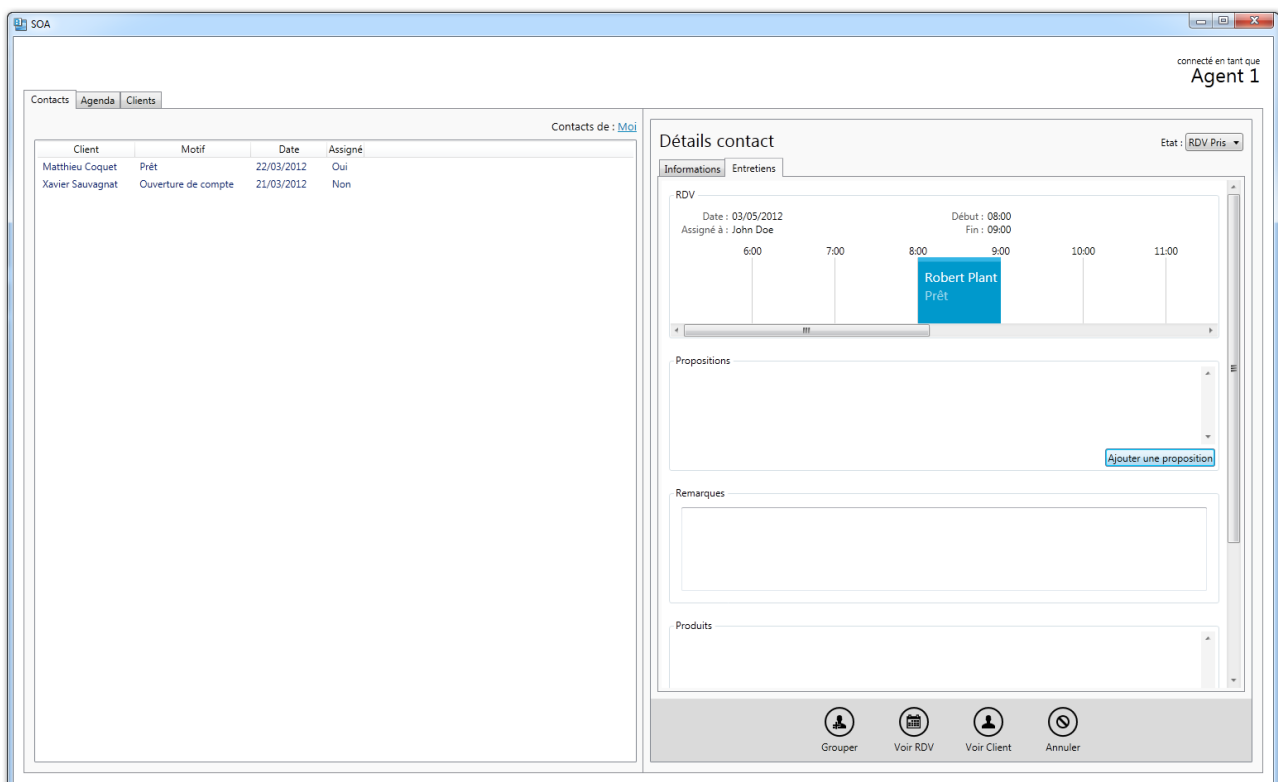 SOA
connecté en tant que
Agent 1
Contacts Agenda Clients
Contacts de : Moi
Client Motif Date Assigné
Matthieu Coquet Prêt 22/03/2012 Oui
Xavier Sauvagnat Ouverture de compte 21/03/2012 Non
Détails contact
Etat : RDV Pris
Informations Entretiens
RDV
Date : 03/05/2012 Début : 08:00
Assigné à : John Doe Fin : 09:00
6:00 7:00 8:00 9:00 10:00 11:00
Robert Plant
Prêt
Propositions
Ajouter une proposition
Remarques
Produits
Grouper Voir RDV Voir Client Annuler